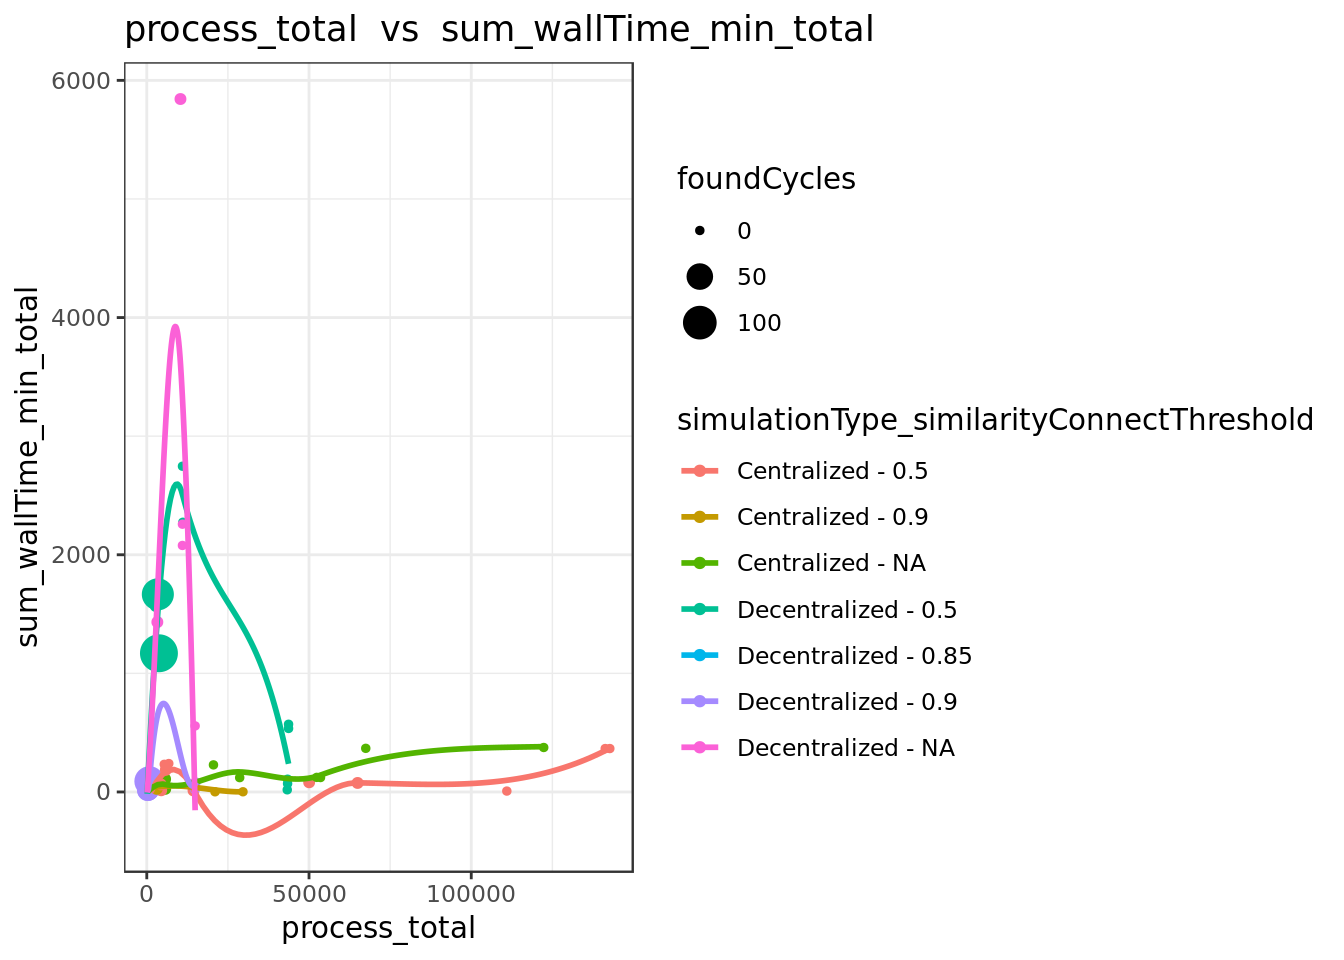 process_total vs sum_wallTime_min_total
sum_wallTime_min_total
6000
4000
2000
0
0 50000 100000
process_total
foundCycles
0
50
100
simulationType_similarityConnectThreshold
Centralized - 0.5
Centralized - 0.9
Centralized - NA
Decentralized - 0.5
Decentralized - 0.85
Decentralized - 0.9
Decentralized - NA